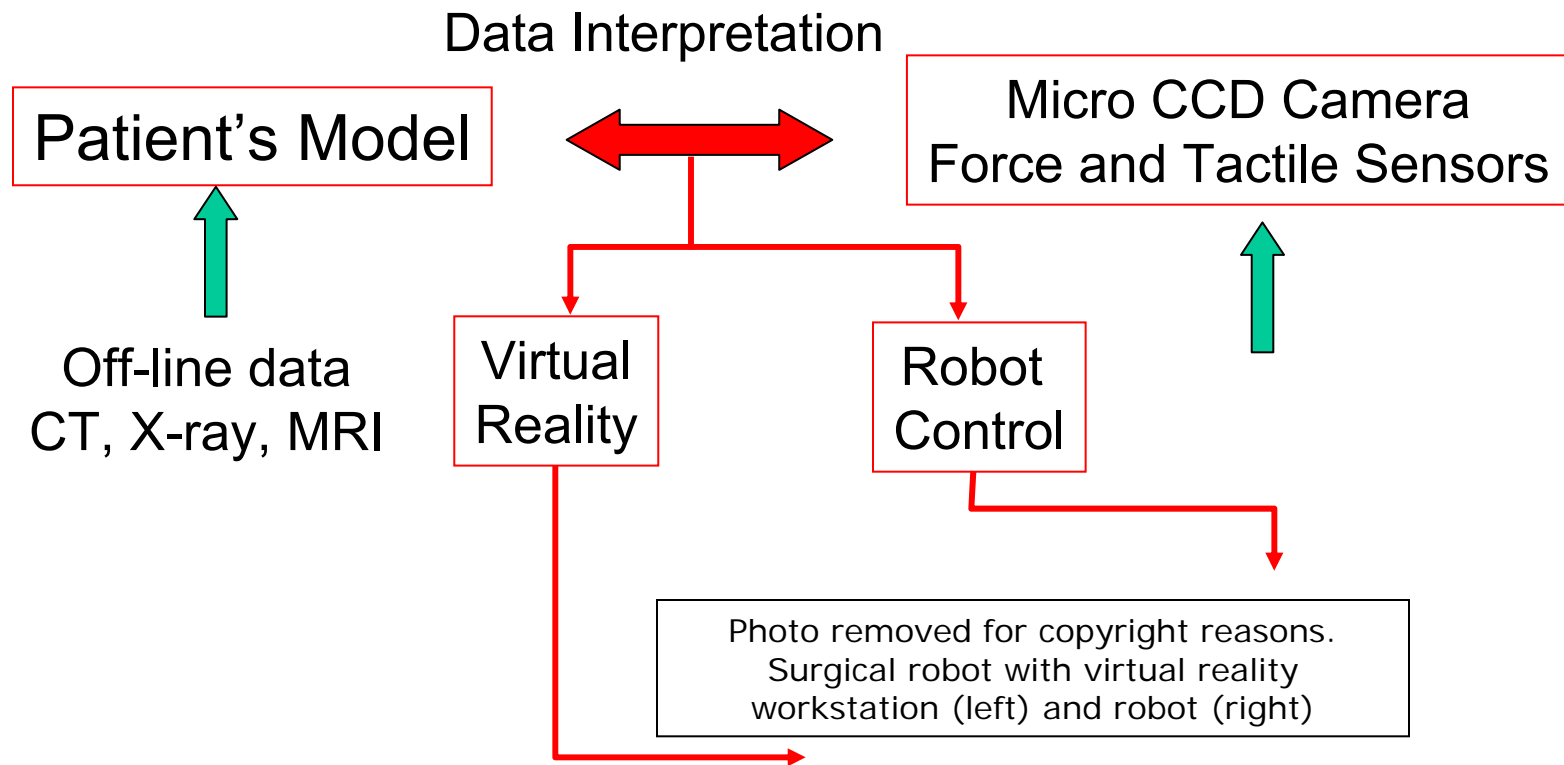 Data Interpretation
Patient's Model
Micro CCD Camera
Force and Tactile Sensors
Off-line data
CT, X-ray, MRI
Virtual
Reality
Robot
Control
Photo removed for copyright reasons.
Surgical robot with virtual reality
workstation (left) and robot (right)